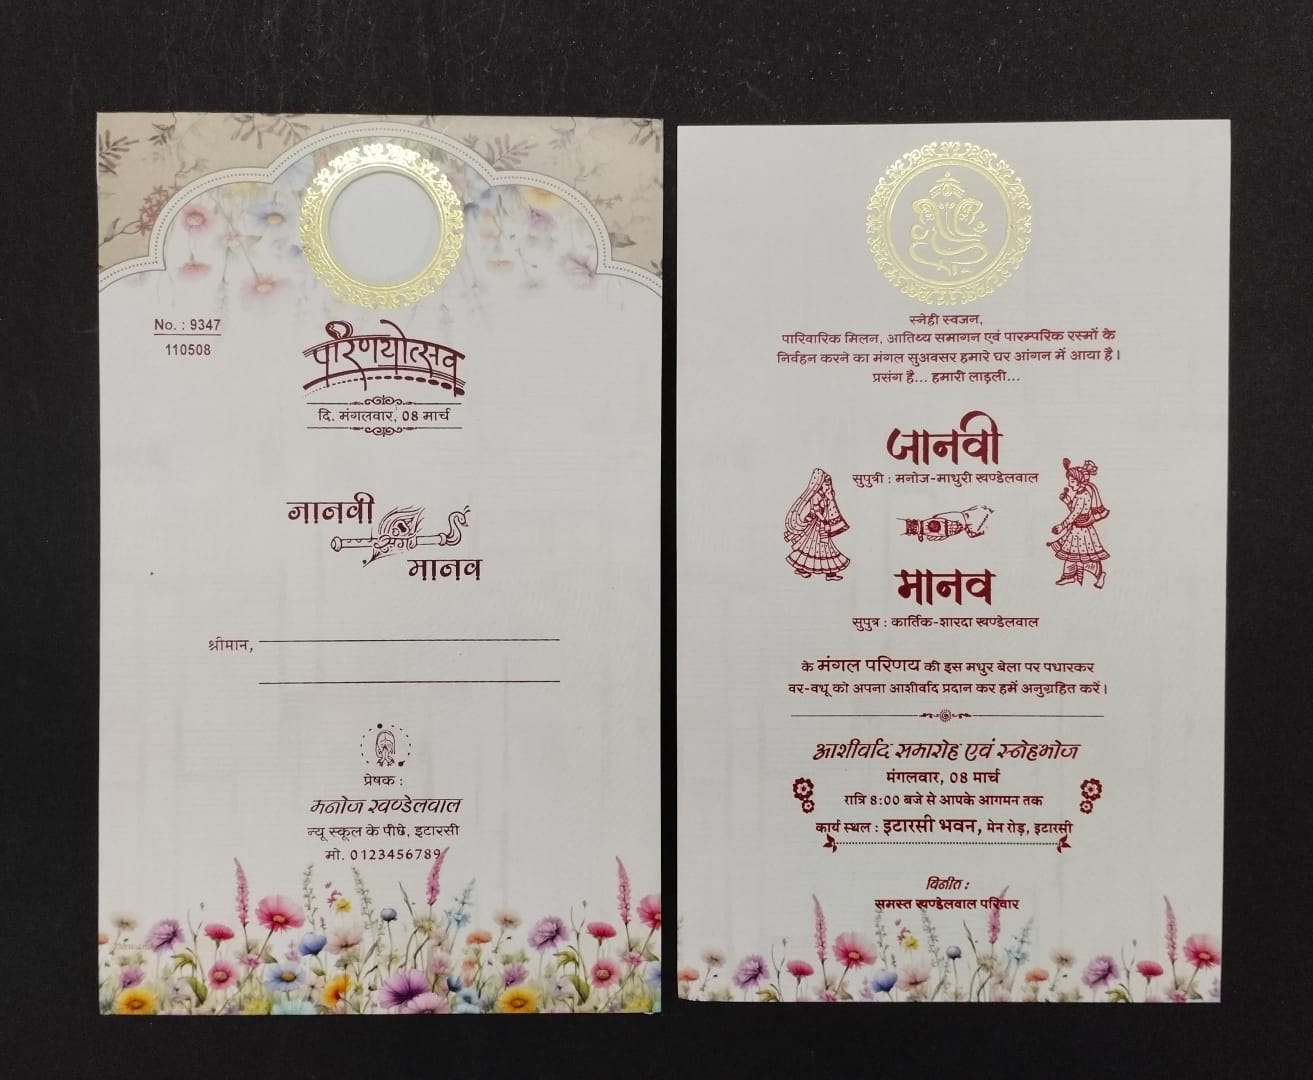 No. : 9347
110508
परिणयोत्सव
दि. मंगलवार, 08 मार्च
जानवी
संग
मानव
श्रीमान,
प्रेषक :
मनोज खण्डेलवाल
न्यू स्कूल के पीछे, इटारसी
मो. 0123456789
स्नेही स्वजन,
पारिवारिक मिलन, आतिथ्य समागन एवं पारम्परिक रस्मों के
निर्वहन करने का मंगल सुअवसर हमारे घर आंगन में आया है।
प्रसंग है... हमारी लाड़ली...
जानवी
सुपुत्री : मनोज-माधुरी खण्डेलवाल
मानव
सुपुत्र : कार्तिक-शारदा खण्डेलवाल
के मंगल परिणय की इस मधुर बेला पर पधारकर
वर-वधू को अपना आशीर्वाद प्रदान कर हमें अनुग्रहित करें।
आशीर्वाद समारोह एवं स्नेहभोज
मंगलवार, 08 मार्च
रात्रि 8:00 बजे से आपके आगमन तक
कार्य स्थल : इटारसी भवन, मेन रोड़, इटारसी
विनीत :
समस्त खण्डेलवाल परिवार